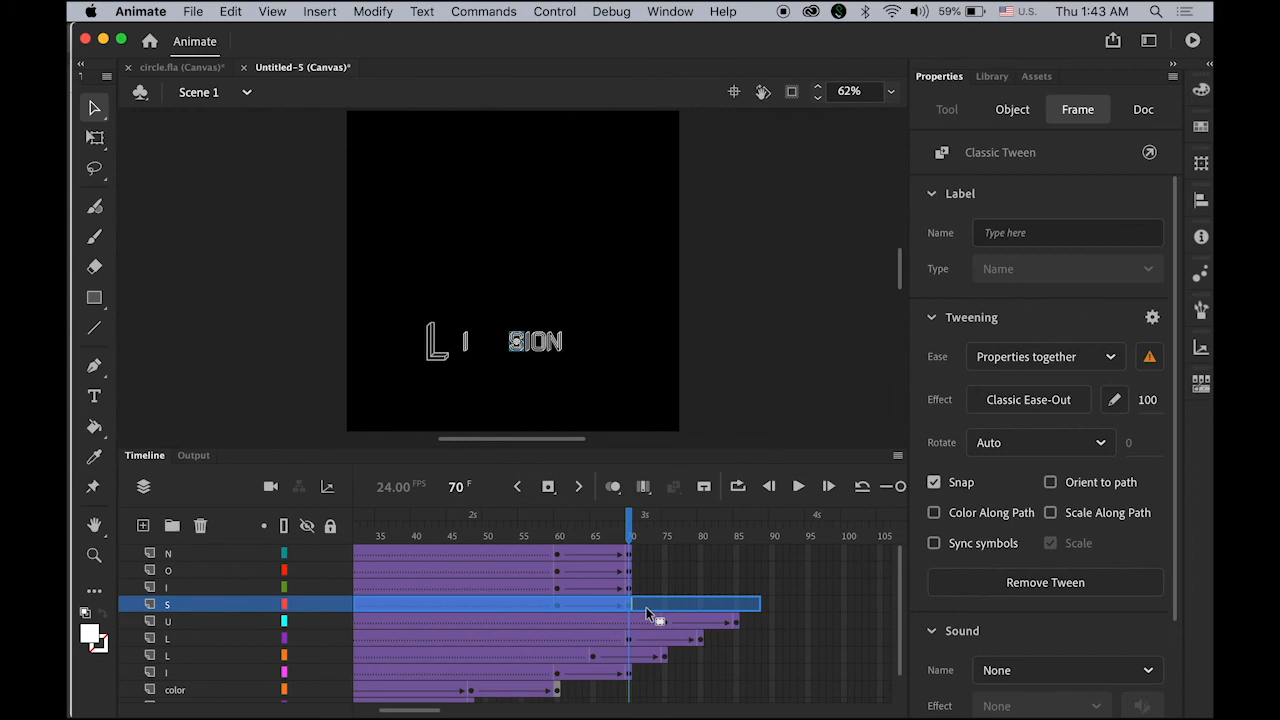 Animate File Edit View Insert Modify Text Commands Control Debug Window Help 59% U.S. Thu 1:43 AM
Animate
circle.fla (Canvas)* Untitled-5 (Canvas)* Properties Library Assets
Scene 1 62%
Tool Object Frame Doc
Classic Tween
Label
Name Type here
Type Name
Tweening
L I SION
Ease Properties together
Effect Classic Ease-Out 100
Rotate Auto 0
Timeline Output
Snap Orient to path
24.00 FPS 70 F
Color Along Path Scale Along Path
2s 3s 4s
35 40 45 50 55 60 65 70 75 80 85 90 95 100 105
Sync symbols Scale
N
O
Remove Tween
I
S
U
Sound
L
L
Name None
I
color
Effect None